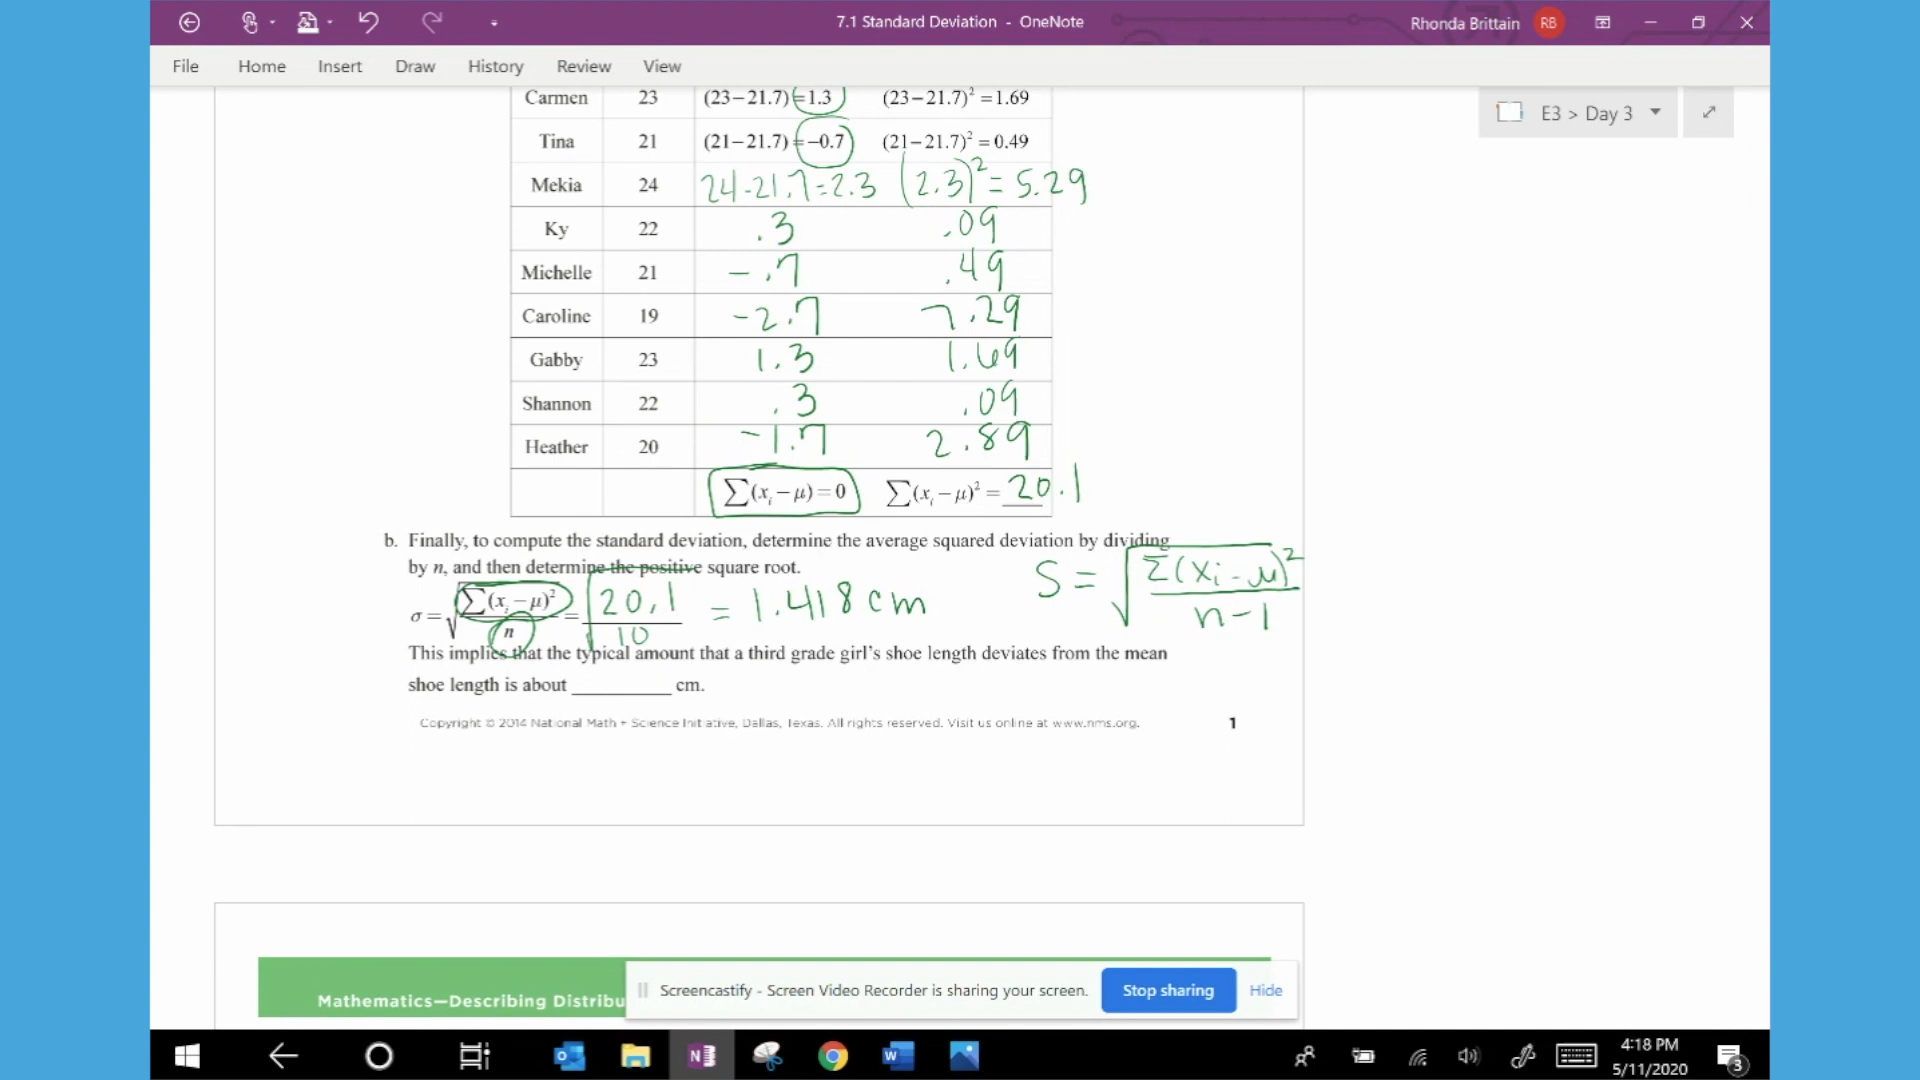 7.1 Standard Deviation - OneNote
Rhonda Brittain RB
File Home Insert Draw History Review View
E3 > Day 3
Carmen 23 (23−21.7)=1.3 (23−21.7)² =1.69
Tina 21 (21−21.7)=−0.7 (21−21.7)² =0.49
Mekia 24 24-21.7=2.3 (2.3)²= 5.29
Ky 22 .3 .09
Michelle 21 -.7 .49
Caroline 19 -2.7 7.29
Gabby 23 1.3 1.69
Shannon 22 .3 .09
Heather 20 -1.7 2.89
∑(xᵢ − μ)=0 ∑(xᵢ − μ)² = 20.1
b. Finally, to compute the standard deviation, determine the average squared deviation by dividing
by n, and then determine the positive square root.
σ = √(∑(xᵢ − μ)²/n) = √(20.1/10) = 1.418 cm
S = √(Σ(xᵢ - μ)²/n-1)
This implies that the typical amount that a third grade girl's shoe length deviates from the mean
shoe length is about __________ cm.
Copyright © 2014 National Math + Science Initiative, Dallas, Texas. All rights reserved. Visit us online at www.nms.org. 1
Mathematics—Describing Distribu
Screencastify - Screen Video Recorder is sharing your screen. Stop sharing Hide
4:18 PM
5/11/2020
3